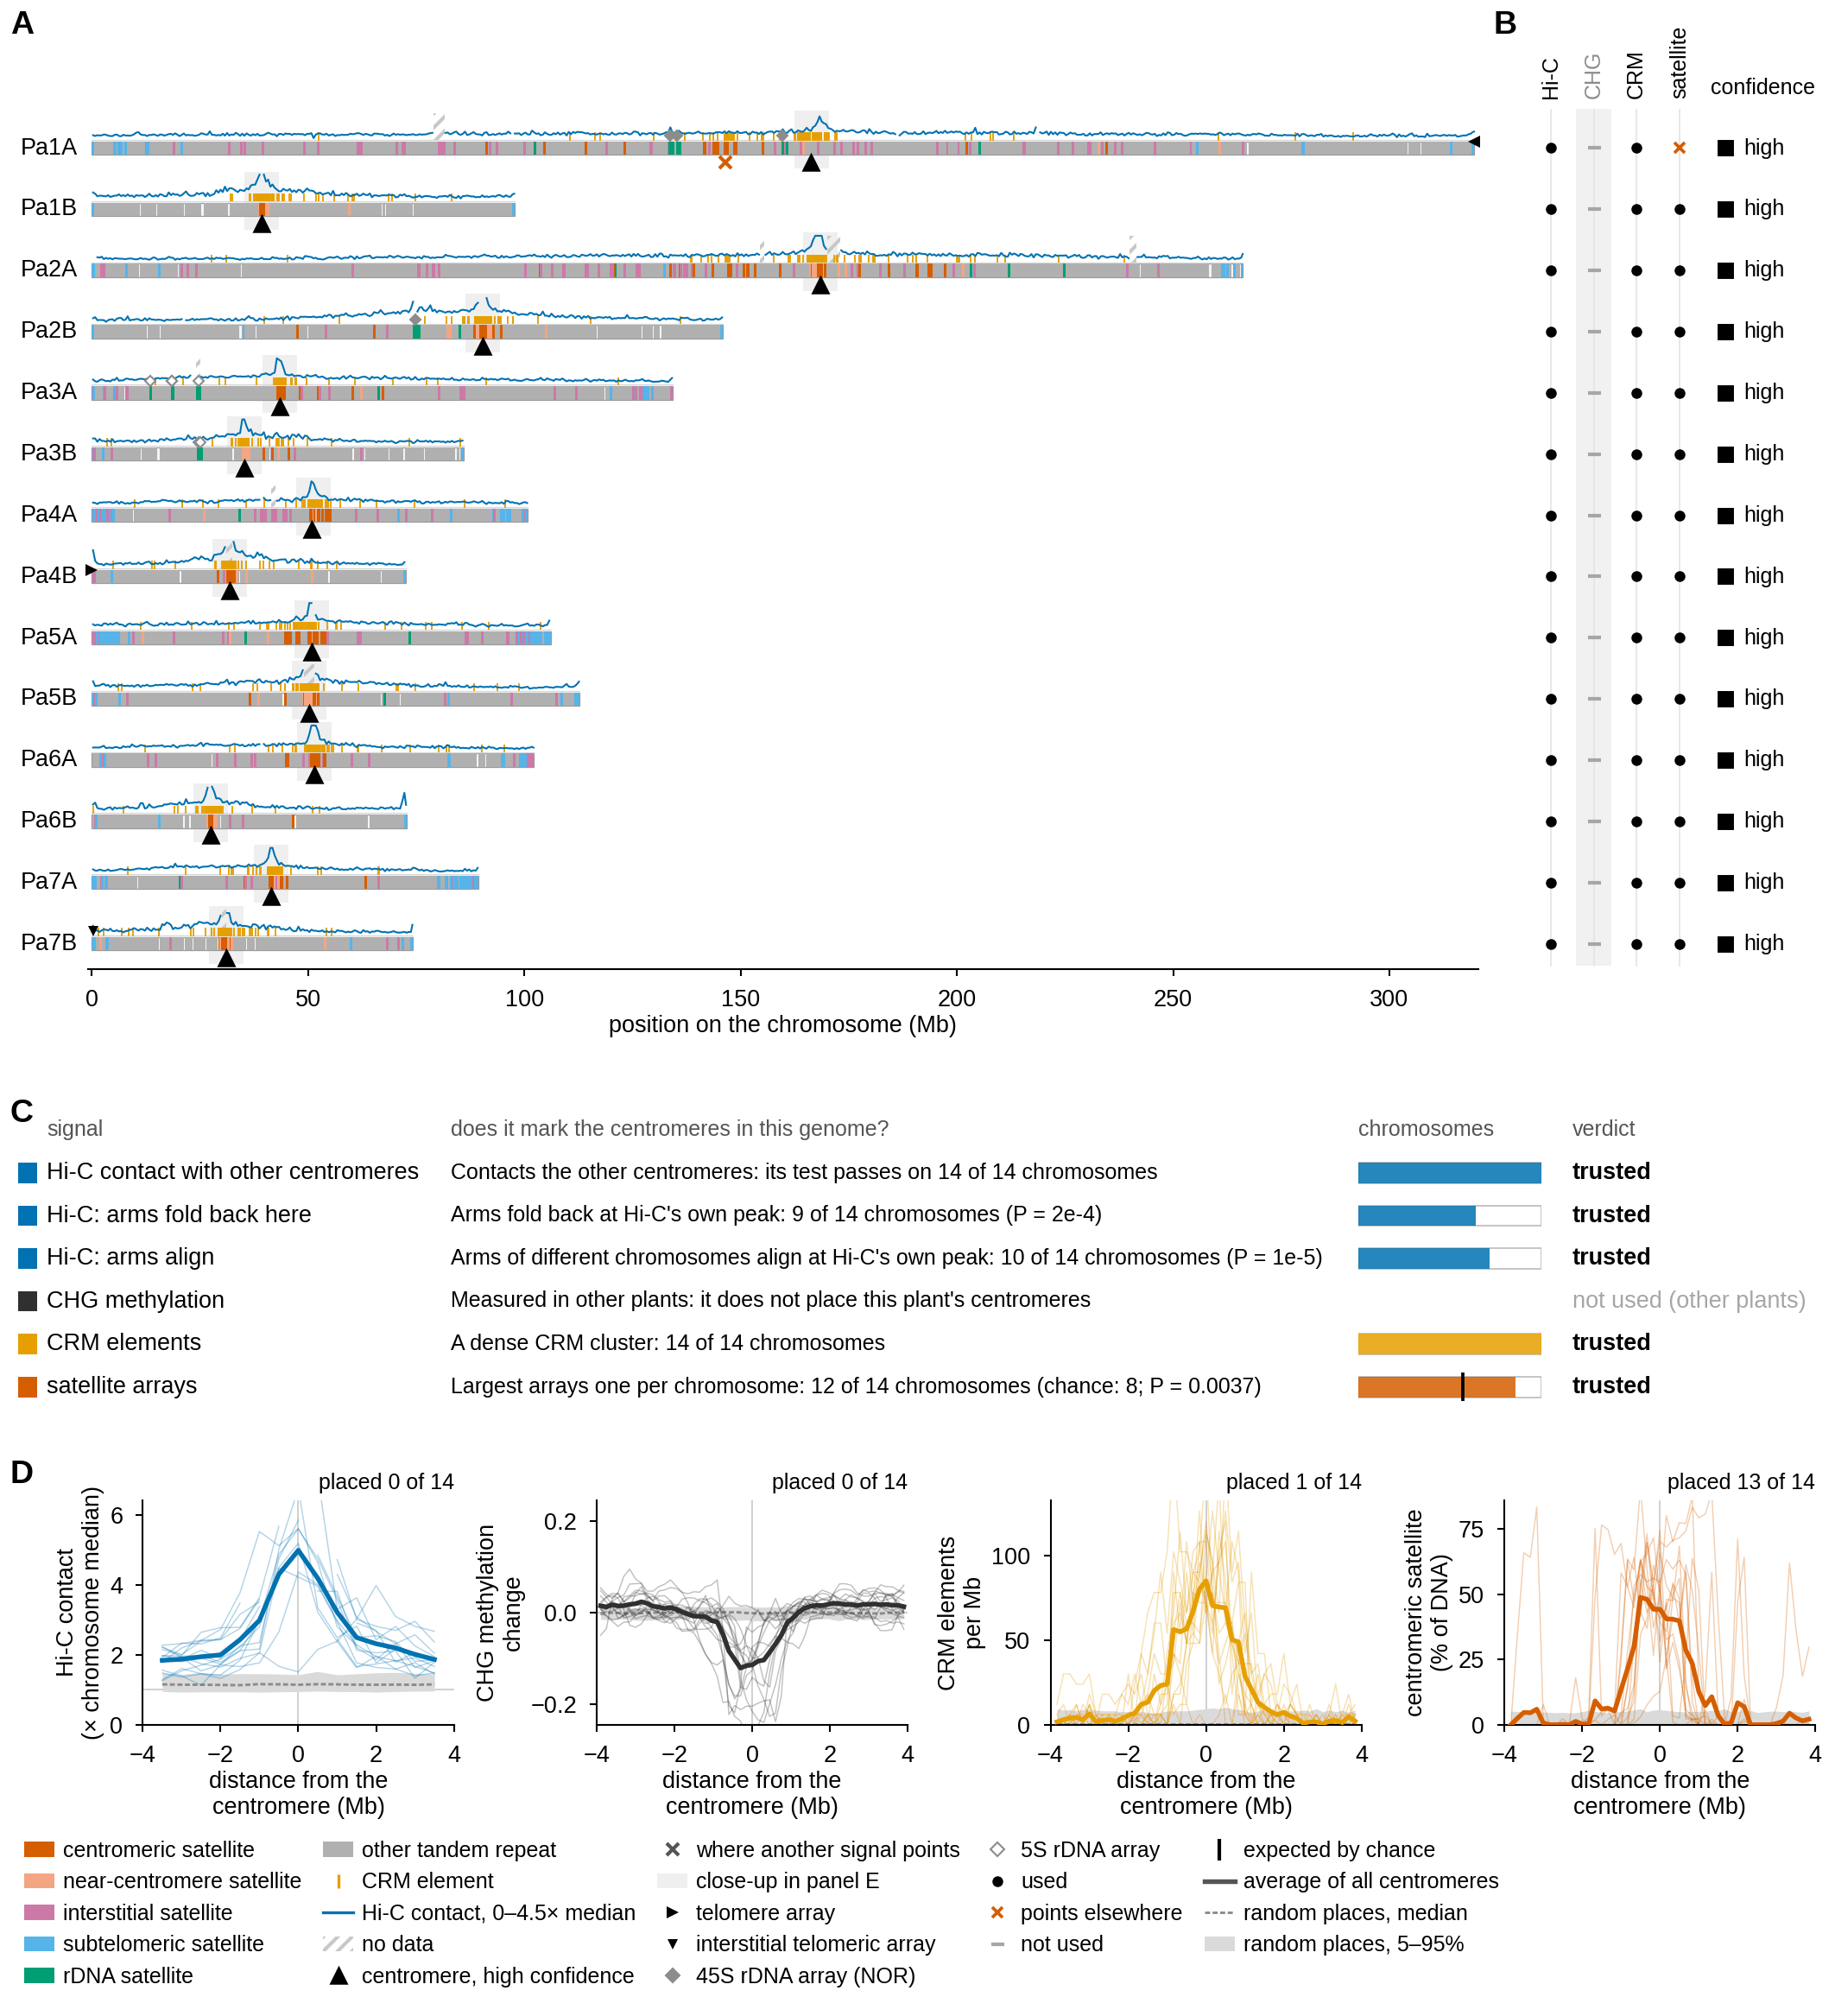 A
B
Hi-C
CHG
CRM
satellite
confidence
Pa1A
high
Pa1B
high
Pa2A
high
Pa2B
high
Pa3A
high
Pa3B
high
Pa4A
high
Pa4B
high
Pa5A
high
Pa5B
high
Pa6A
high
Pa6B
high
Pa7A
high
Pa7B
high
0 50 100 150 200 250 300
position on the chromosome (Mb)
C
signal does it mark the centromeres in this genome? chromosomes verdict
Hi-C contact with other centromeres Contacts the other centromeres: its test passes on 14 of 14 chromosomes trusted
Hi-C: arms fold back here Arms fold back at Hi-C's own peak: 9 of 14 chromosomes (P = 2e-4) trusted
Hi-C: arms align Arms of different chromosomes align at Hi-C's own peak: 10 of 14 chromosomes (P = 1e-5) trusted
CHG methylation Measured in other plants: it does not place this plant's centromeres not used (other plants)
CRM elements A dense CRM cluster: 14 of 14 chromosomes trusted
satellite arrays Largest arrays one per chromosome: 12 of 14 chromosomes (chance: 8; P = 0.0037) trusted
D
placed 0 of 14
Hi-C contact
(× chromosome median)
6
4
2
0
−4 −2 0 2 4
distance from the
centromere (Mb)
placed 0 of 14
CHG methylation
change
0.2
0.0
−0.2
−4 −2 0 2 4
distance from the
centromere (Mb)
placed 1 of 14
CRM elements
per Mb
100
50
0
−4 −2 0 2 4
distance from the
centromere (Mb)
placed 13 of 14
centromeric satellite
(% of DNA)
75
50
25
0
−4 −2 0 2 4
distance from the
centromere (Mb)
centromeric satellite
near-centromere satellite
interstitial satellite
subtelomeric satellite
rDNA satellite
other tandem repeat
CRM element
Hi-C contact, 0–4.5× median
no data
centromere, high confidence
where another signal points
close-up in panel E
telomere array
interstitial telomeric array
45S rDNA array (NOR)
5S rDNA array
used
points elsewhere
not used
expected by chance
average of all centromeres
random places, median
random places, 5–95%